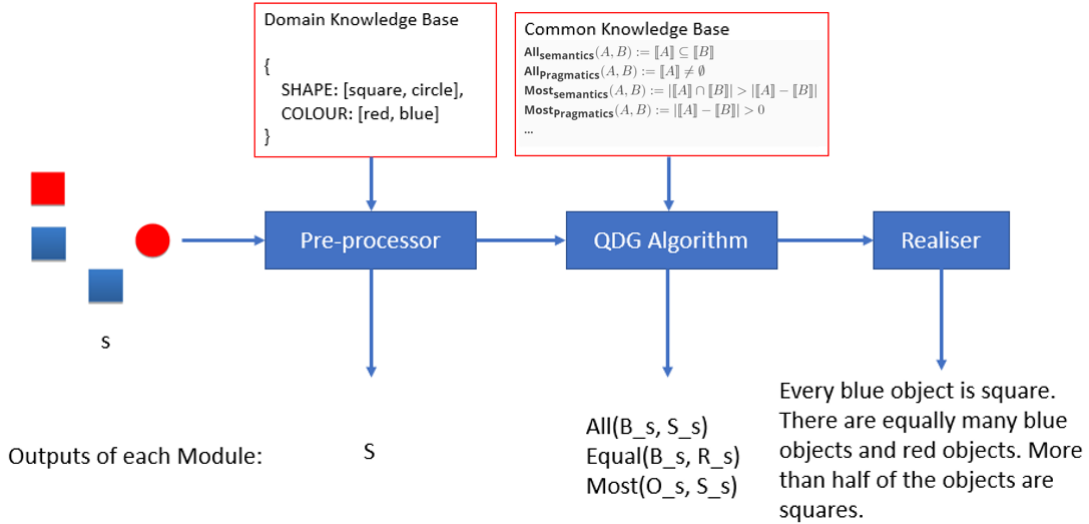 Domain Knowledge Base
{
SHAPE: [square, circle],
COLOUR: [red, blue]
}
Common Knowledge Base
All_semantics(A, B) := ⟦A⟧ ⊆ ⟦B⟧
All_Pragmatics(A, B) := ⟦A⟧ ≠ ∅
Most_semantics(A, B) := |⟦A⟧ ∩ ⟦B⟧| > |⟦A⟧ − ⟦B⟧|
Most_Pragmatics(A, B) := |⟦A⟧ − ⟦B⟧| > 0
...
Pre-processor
QDG Algorithm
Realiser
s
Outputs of each Module:
S
All(B_s, S_s)
Equal(B_s, R_s)
Most(O_s, S_s)
Every blue object is square.
There are equally many blue
objects and red objects. More
than half of the objects are
squares.